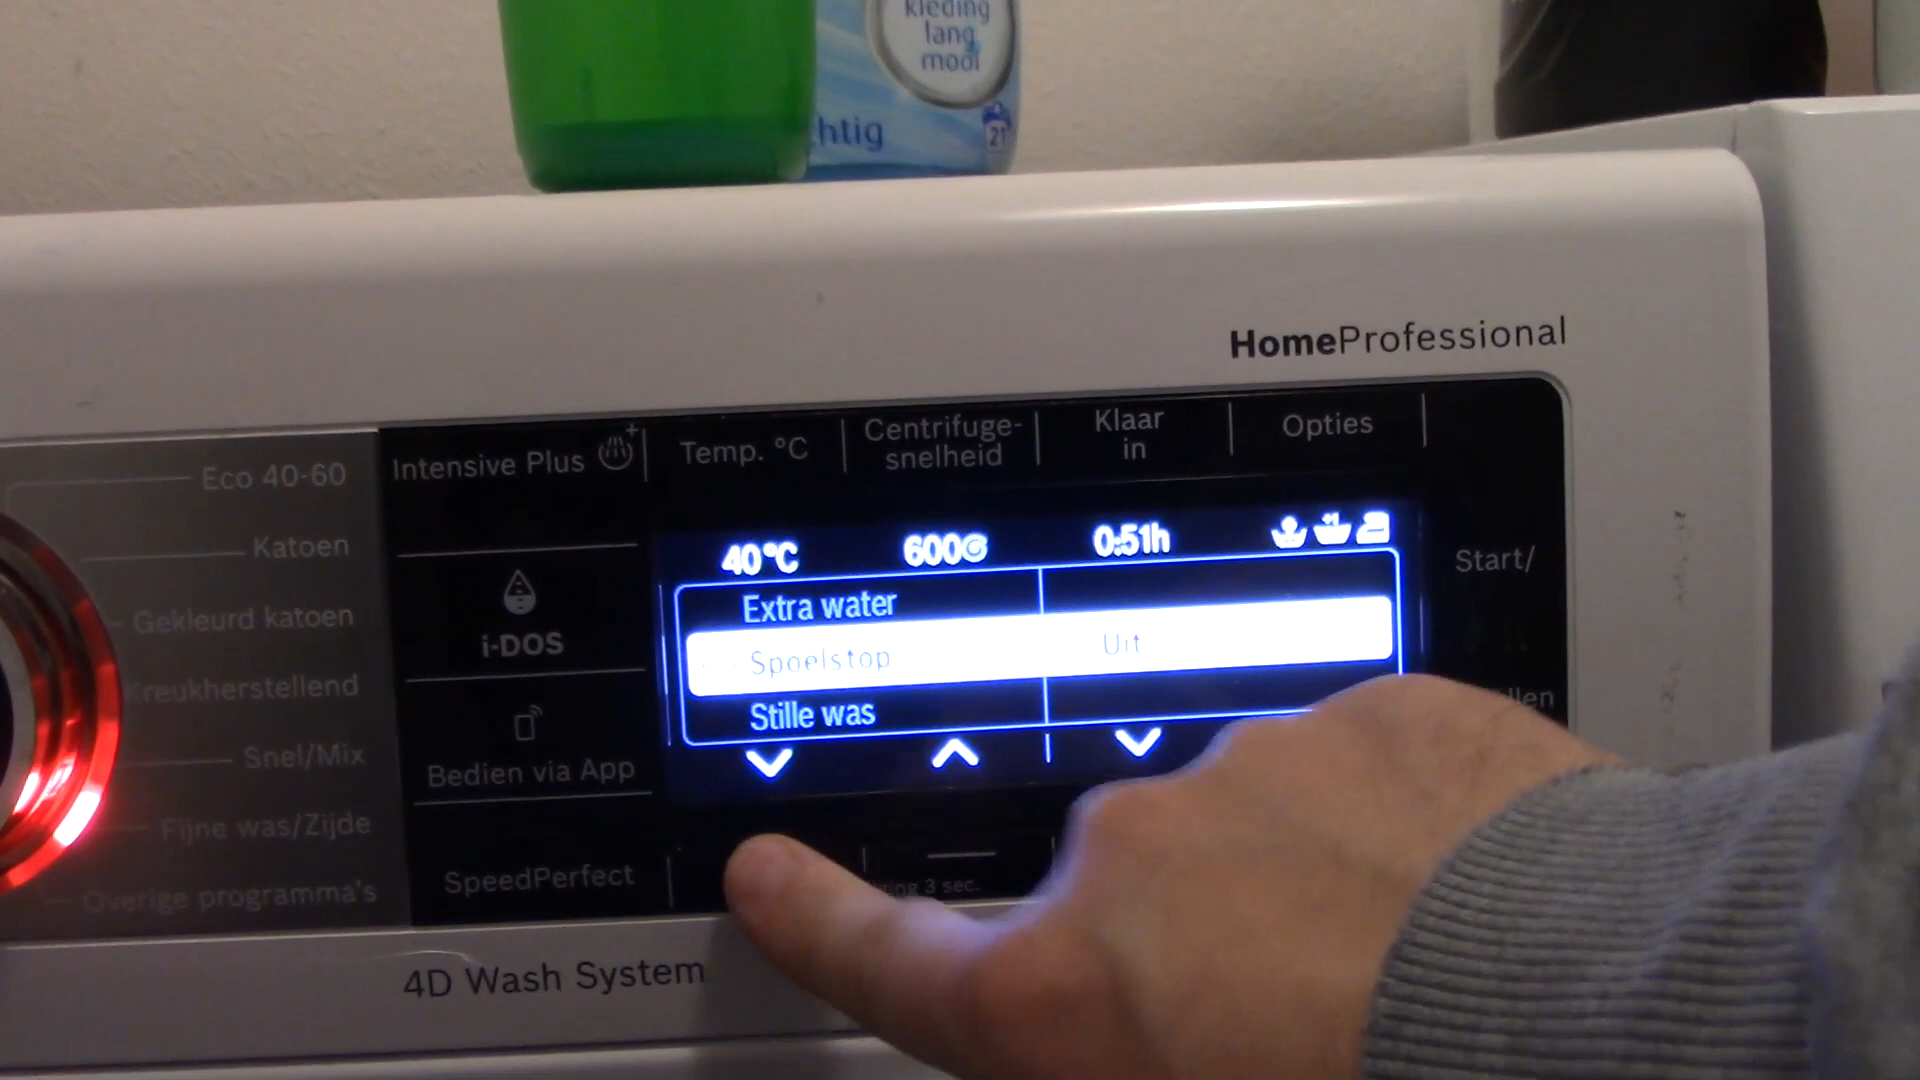 kleding
lang
mooi
htig
21
HomeProfessional
Eco 40-60
Katoen
Gekleurd katoen
Kreukherstellend
Snel/Mix
Fijne was/Zijde
Overige programma's
Intensive Plus
i-DOS
Bedien via App
SpeedPerfect
Temp. °C
Centrifuge-
snelheid
Klaar
in
Opties
40°C
600
0:51h
Extra water
Spoelstop Uit
Stille was
Start/
3 sec.
4D Wash System